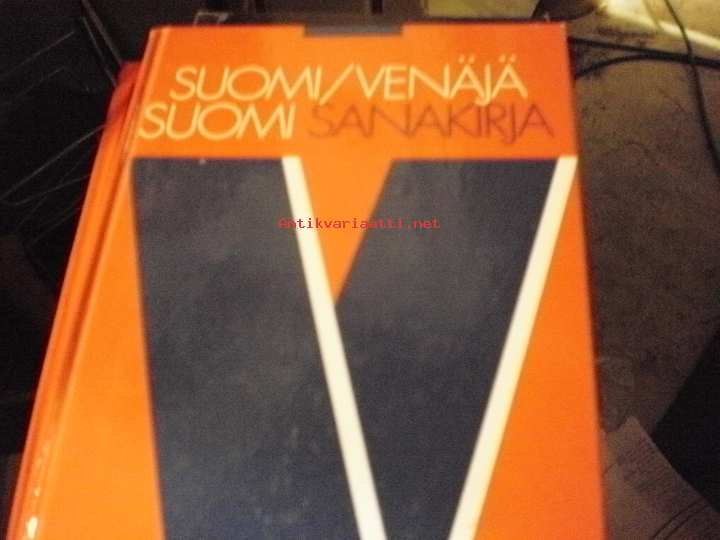 SUOMI/VENÄJÄ
SUOMI SANAKIRJA
Antikvariaatti.net
V